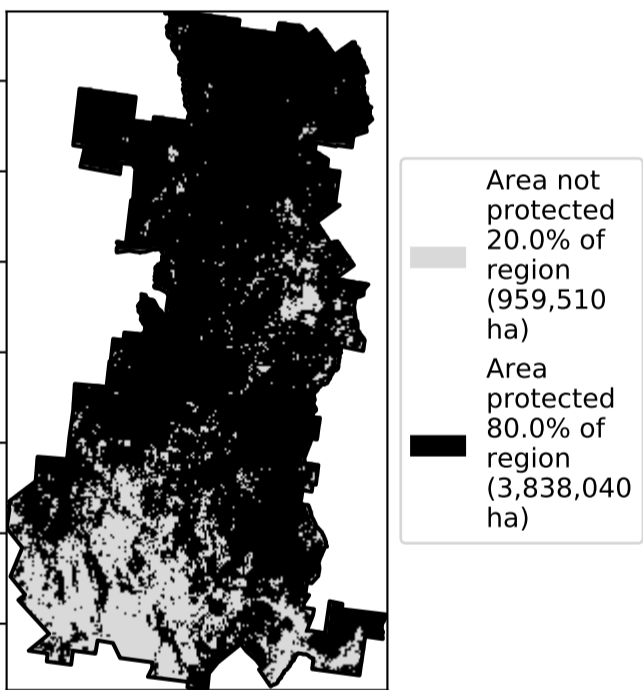 Area not
protected
20.0% of
region
(959,510
ha)
Area
protected
80.0% of
region
(3,838,040
ha)